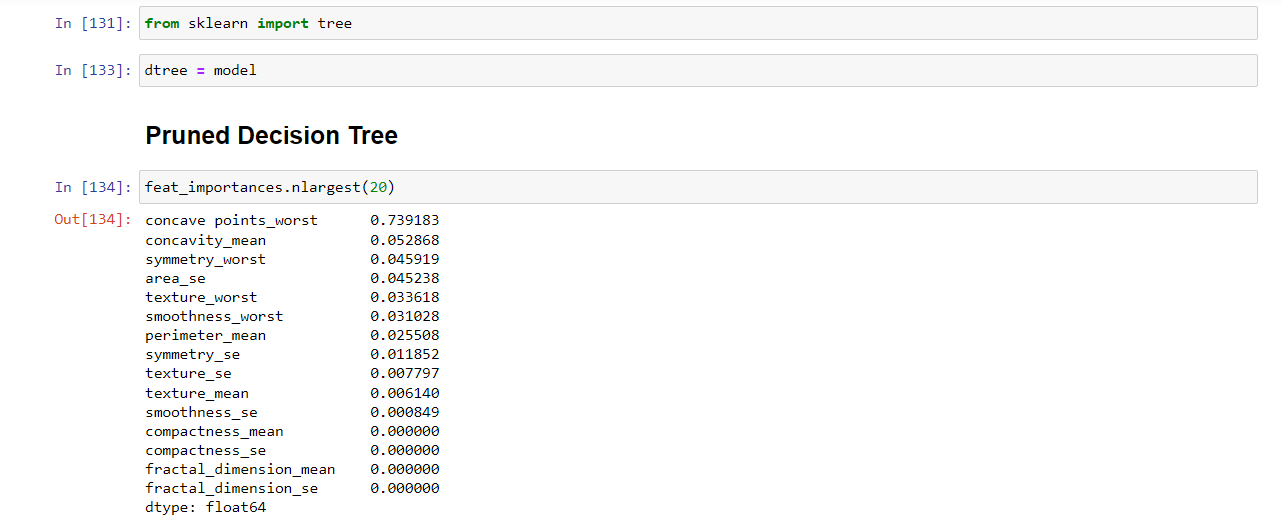 In [131]: from sklearn import tree
In [133]: dtree = model
Pruned Decision Tree
In [134]: feat_importances.nlargest(20)
Out[134]: concave points_worst 0.739183
concavity_mean 0.052868
symmetry_worst 0.045919
area_se 0.045238
texture_worst 0.033618
smoothness_worst 0.031028
perimeter_mean 0.025508
symmetry_se 0.011852
texture_se 0.007797
texture_mean 0.006140
smoothness_se 0.000849
compactness_mean 0.000000
compactness_se 0.000000
fractal_dimension_mean 0.000000
fractal_dimension_se 0.000000
dtype: float64